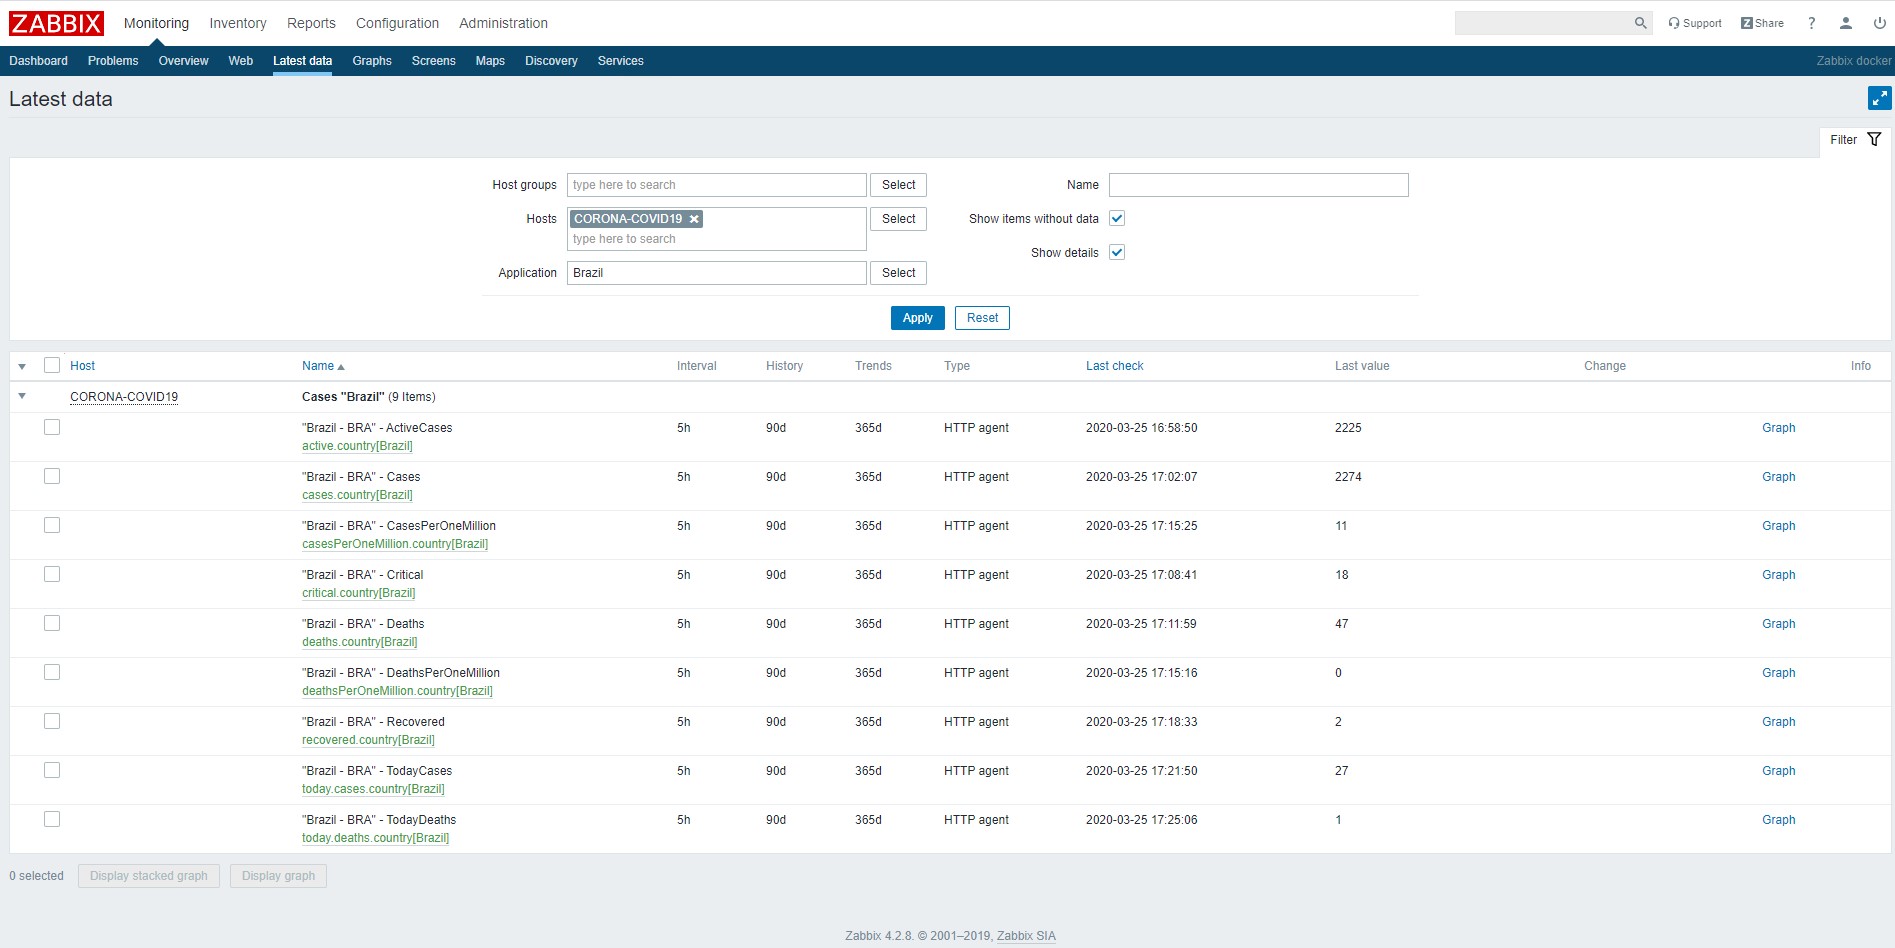 ZABBIX Monitoring Inventory Reports Configuration Administration Support Z Share ?
Dashboard Problems Overview Web Latest data Graphs Screens Maps Discovery Services Zabbix docker
Latest data
Filter
Host groups type here to search Select Name
Hosts CORONA-COVID19 Select Show items without data
type here to search
Show details
Application Brazil Select
Apply Reset
Host Name Interval History Trends Type Last check Last value Change Info
CORONA-COVID19 Cases "Brazil" (9 Items)
"Brazil - BRA" - ActiveCases 5h 90d 365d HTTP agent 2020-03-25 16:58:50 2225 Graph
active.country[Brazil]
"Brazil - BRA" - Cases 5h 90d 365d HTTP agent 2020-03-25 17:02:07 2274 Graph
cases.country[Brazil]
"Brazil - BRA" - CasesPerOneMillion 5h 90d 365d HTTP agent 2020-03-25 17:15:25 11 Graph
casesPerOneMillion.country[Brazil]
"Brazil - BRA" - Critical 5h 90d 365d HTTP agent 2020-03-25 17:08:41 18 Graph
critical.country[Brazil]
"Brazil - BRA" - Deaths 5h 90d 365d HTTP agent 2020-03-25 17:11:59 47 Graph
deaths.country[Brazil]
"Brazil - BRA" - DeathsPerOneMillion 5h 90d 365d HTTP agent 2020-03-25 17:15:16 0 Graph
deathsPerOneMillion.country[Brazil]
"Brazil - BRA" - Recovered 5h 90d 365d HTTP agent 2020-03-25 17:18:33 2 Graph
recovered.country[Brazil]
"Brazil - BRA" - TodayCases 5h 90d 365d HTTP agent 2020-03-25 17:21:50 27 Graph
today.cases.country[Brazil]
"Brazil - BRA" - TodayDeaths 5h 90d 365d HTTP agent 2020-03-25 17:25:06 1 Graph
today.deaths.country[Brazil]
0 selected Display stacked graph Display graph
Zabbix 4.2.8. © 2001–2019, Zabbix SIA